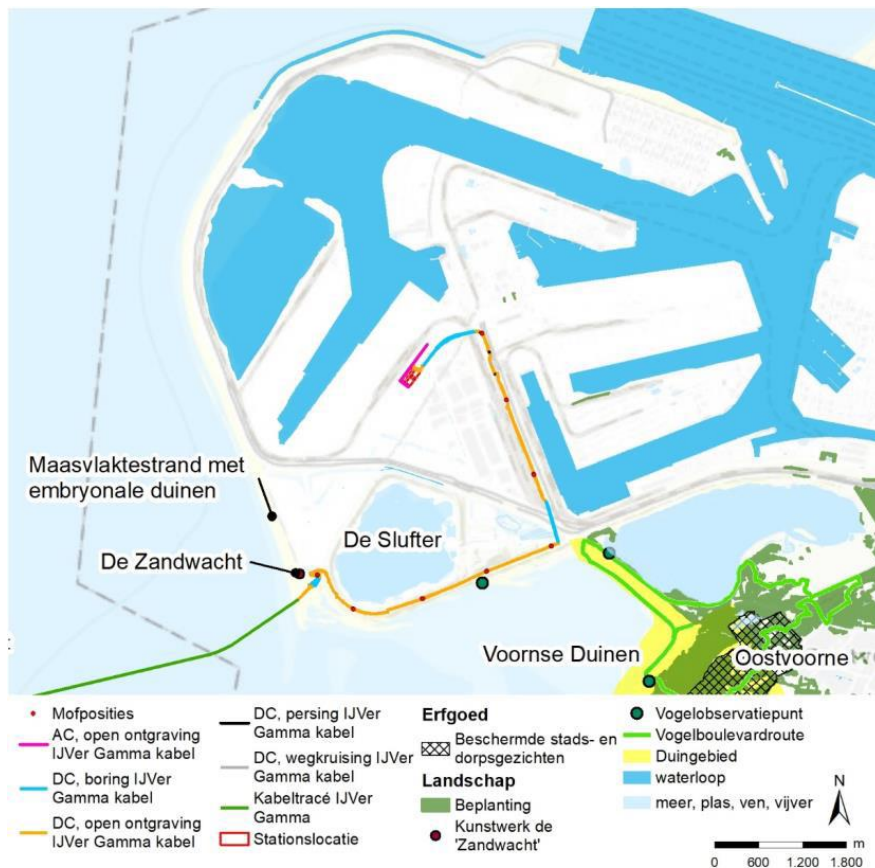 Maasvlaktestrand met
embryonale duinen
De Slufter
De Zandwacht
Voornse Duinen
Oostvoorne
Mofposities
AC, open ontgraving
IJVer Gamma kabel
DC, boring IJVer
Gamma kabel
DC, open ontgraving
IJVer Gamma kabel
DC, persing IJVer
Gamma kabel
DC, wegkruising IJVer
Gamma kabel
Kabeltracé IJVer
Gamma
Stationslocatie
Erfgoed
Beschermde stads- en
dorpsgezichten
Landschap
Beplanting
Kunstwerk de
'Zandwacht'
Vogelobservatiepunt
Vogelboulevardroute
Duingebied
waterloop
meer, plas, ven, vijver
N
m
0 600 1.200 1.800